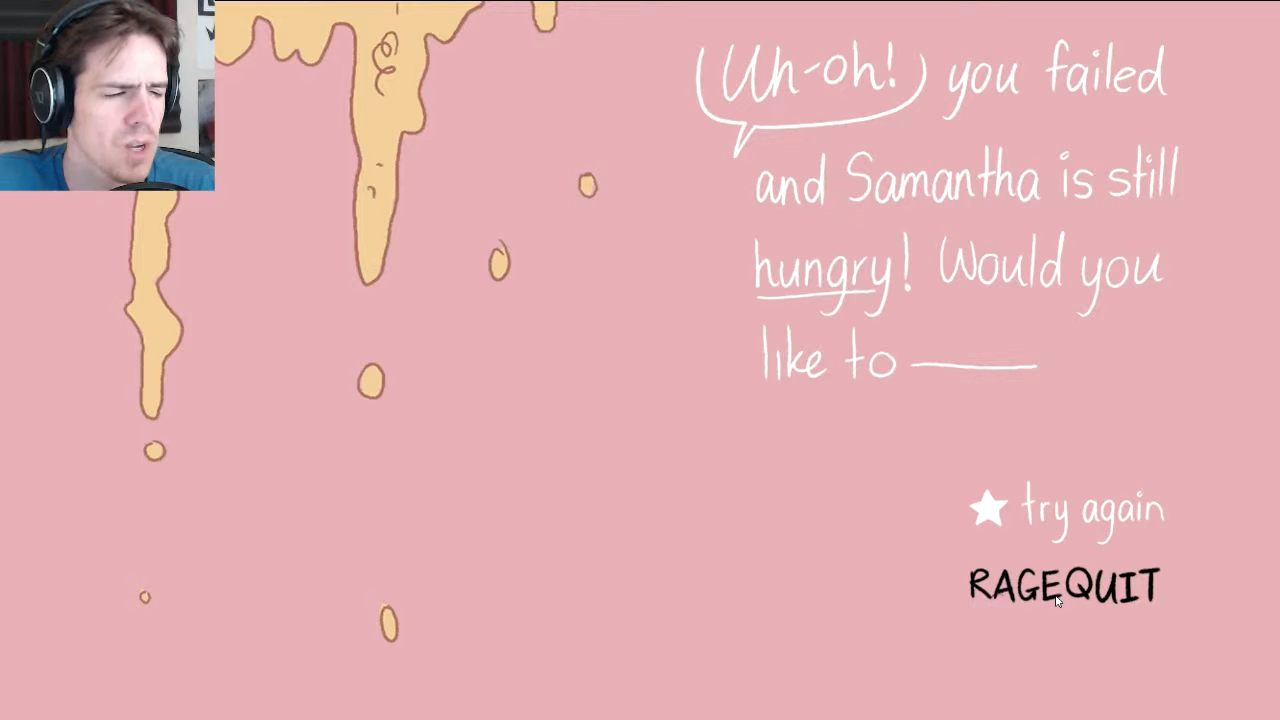 Uh-oh! you failed
and Samantha is still
hungry! Would you
like to ———
★ try again
RAGEQUIT